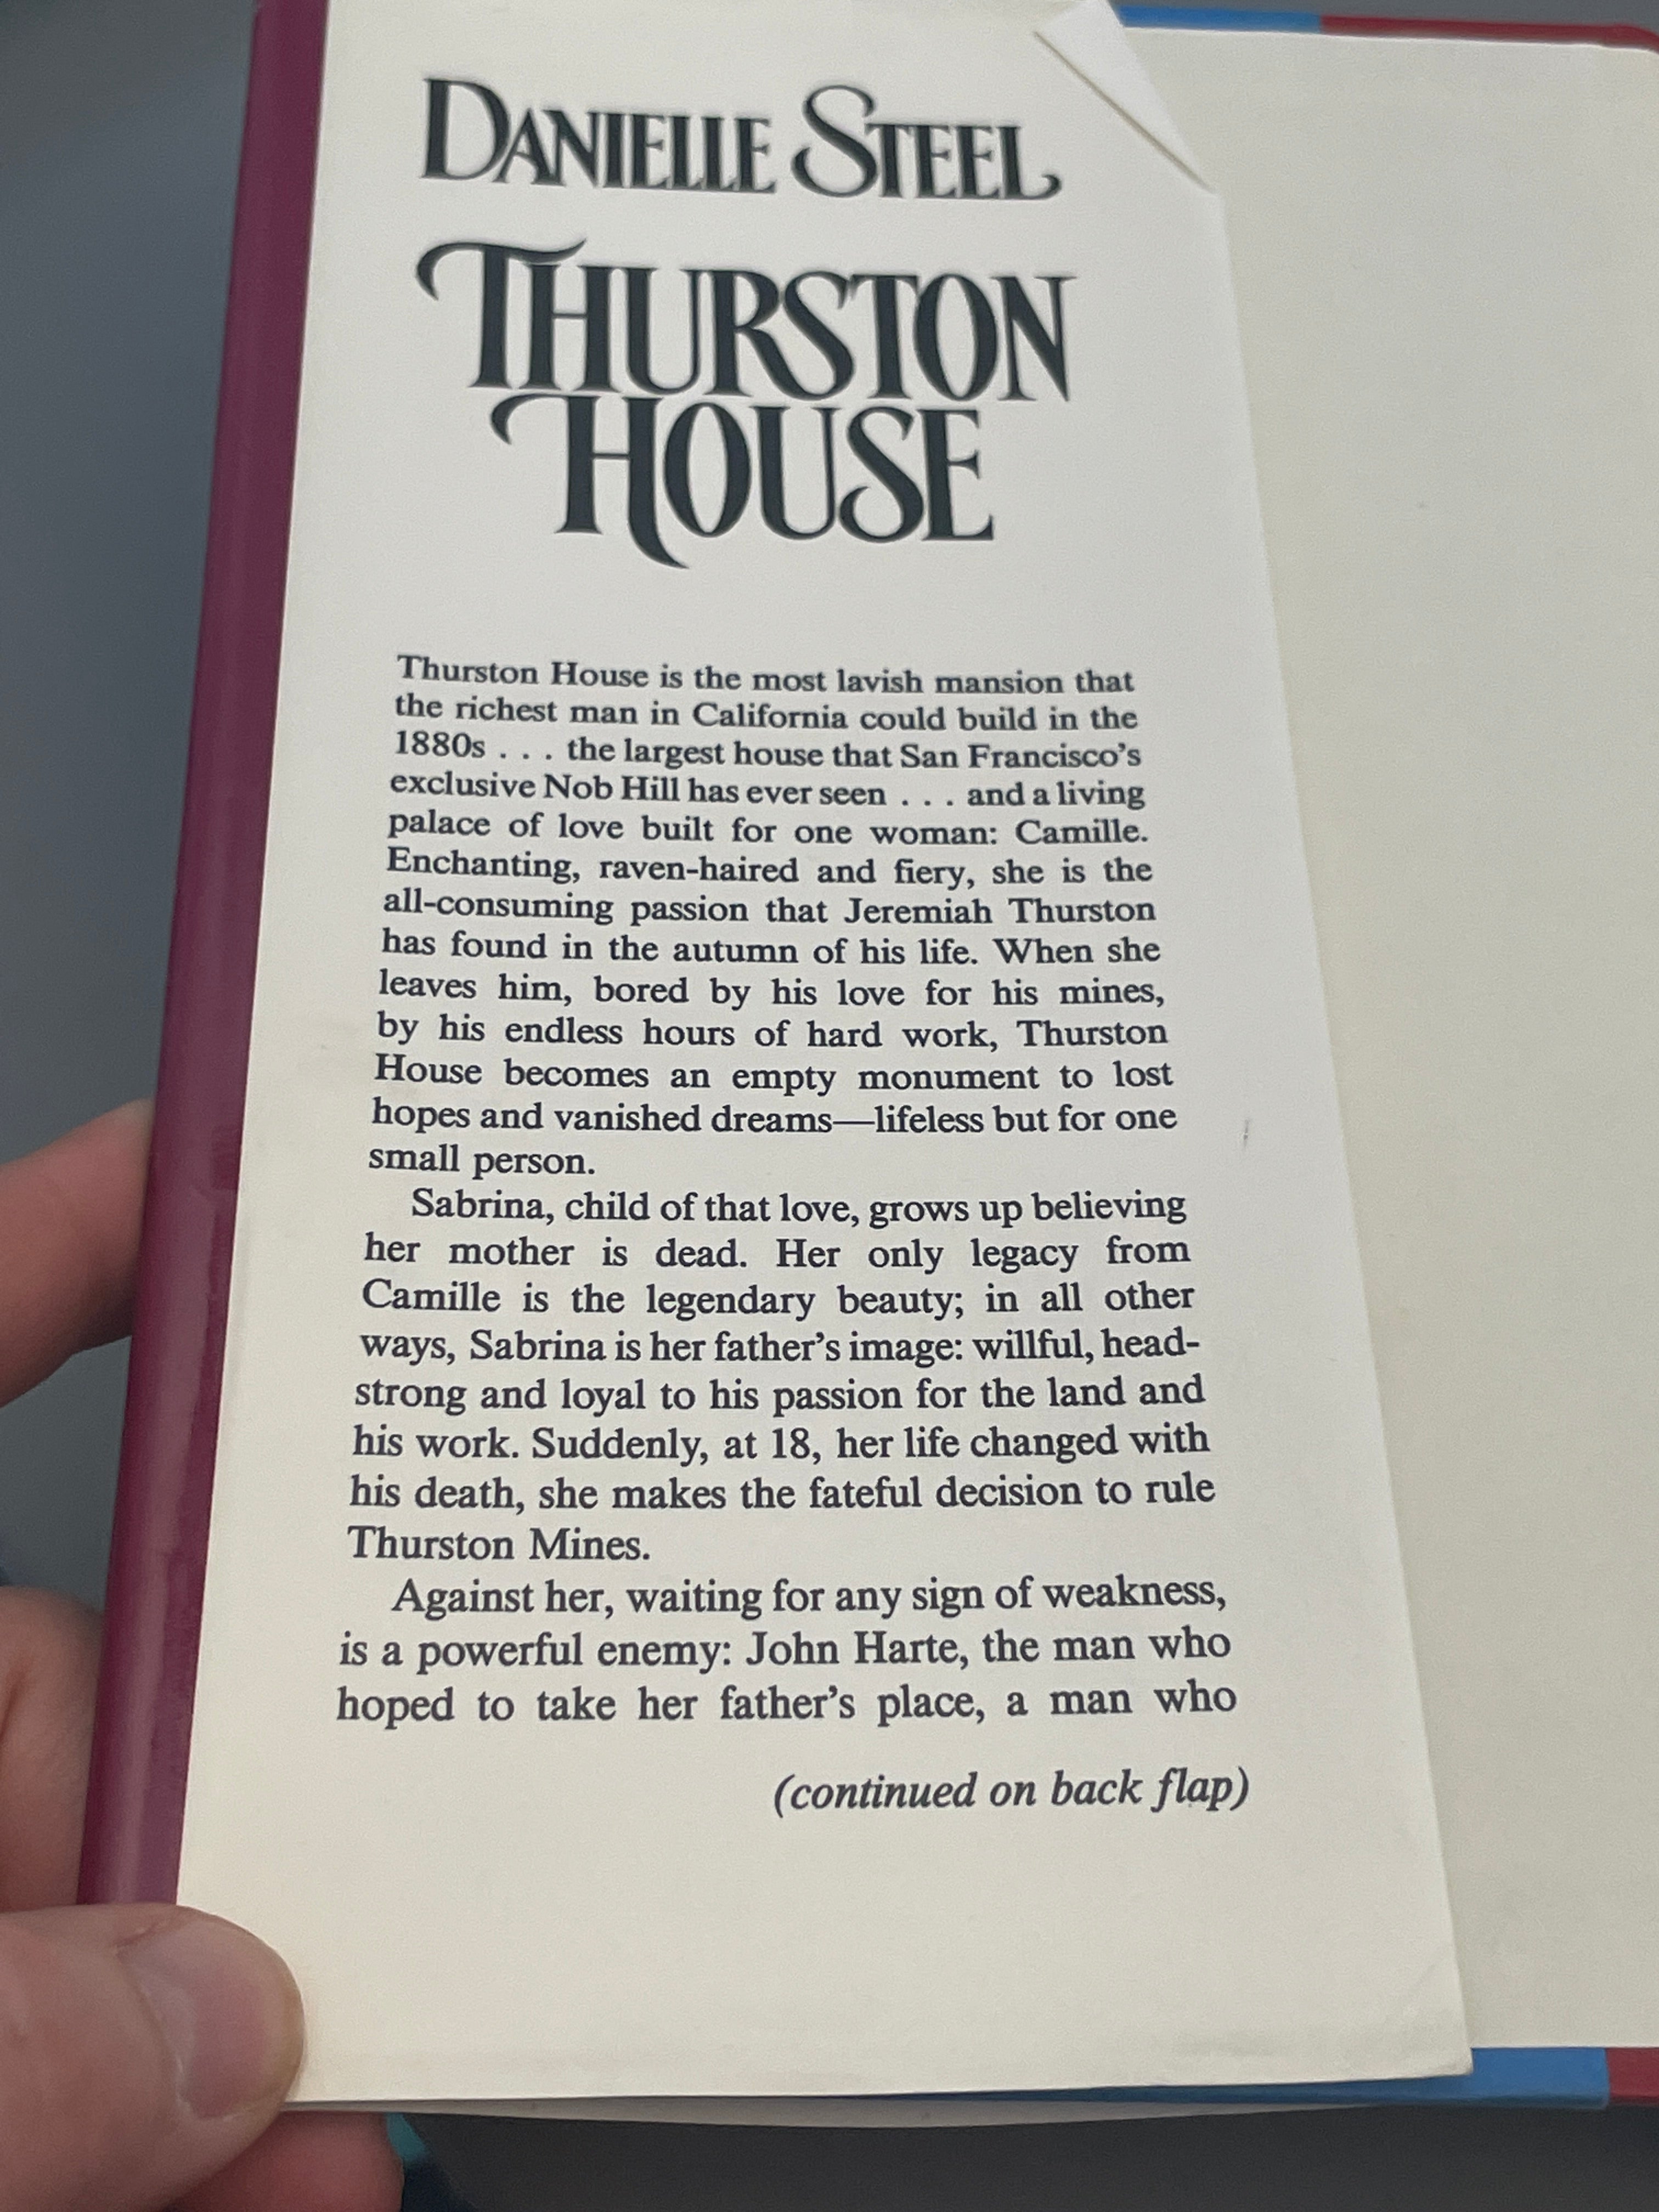 DANIELLE STEEL
THURSTON
HOUSE
Thurston House is the most lavish mansion that
the richest man in California could build in the
1880s . . . the largest house that San Francisco's
exclusive Nob Hill has ever seen . . . and a living
palace of love built for one woman: Camille.
Enchanting, raven-haired and fiery, she is the
all-consuming passion that Jeremiah Thurston
has found in the autumn of his life. When she
leaves him, bored by his love for his mines,
by his endless hours of hard work, Thurston
House becomes an empty monument to lost
hopes and vanished dreams—lifeless but for one
small person.
Sabrina, child of that love, grows up believing
her mother is dead. Her only legacy from
Camille is the legendary beauty; in all other
ways, Sabrina is her father's image: willful, head-
strong and loyal to his passion for the land and
his work. Suddenly, at 18, her life changed with
his death, she makes the fateful decision to rule
Thurston Mines.
Against her, waiting for any sign of weakness,
is a powerful enemy: John Harte, the man who
hoped to take her father's place, a man who
(continued on back flap)